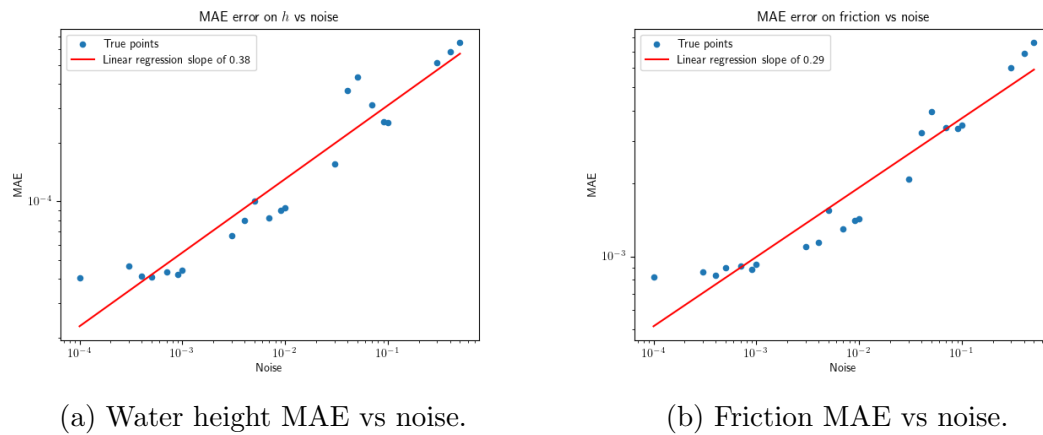 MAE error on h vs noise
True points
Linear regression slope of 0.38
MAE
10⁻⁴
10⁻⁴
10⁻³
10⁻²
10⁻¹
Noise
(a) Water height MAE vs noise.
MAE error on friction vs noise
True points
Linear regression slope of 0.29
MAE
10⁻³
10⁻⁴
10⁻³
10⁻²
10⁻¹
Noise
(b) Friction MAE vs noise.